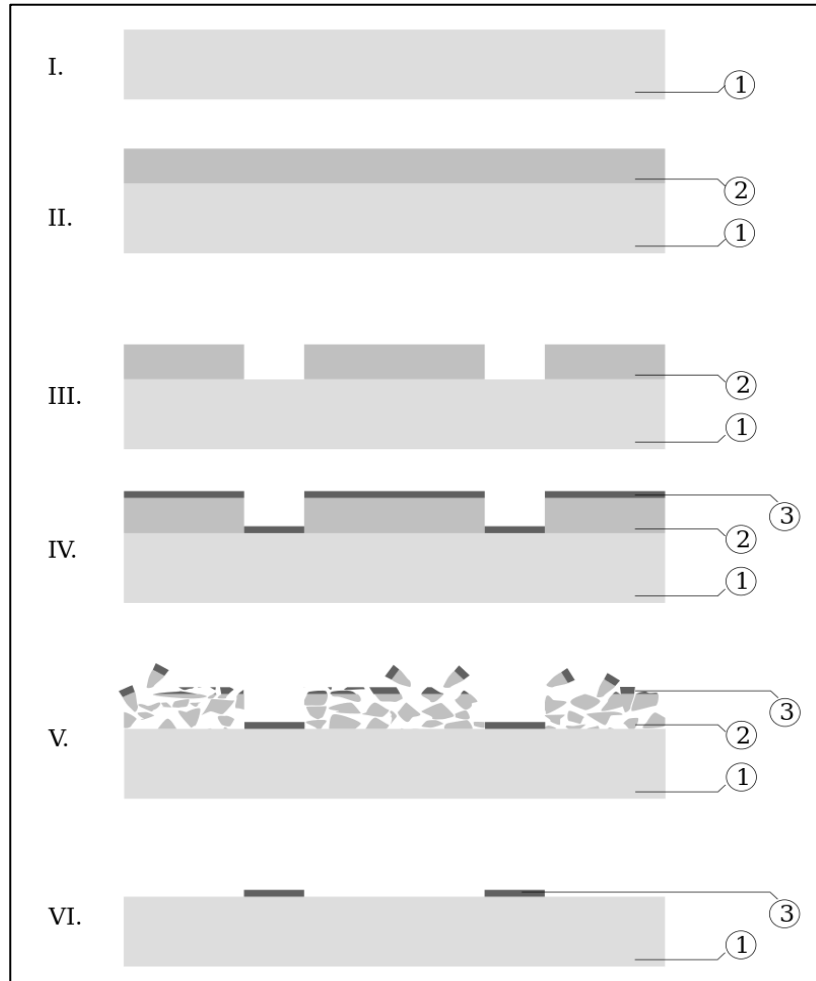 I.
①
②
II.
①
②
III.
①
③
IV.
②
①
③
V.
②
①
VI.
③
①